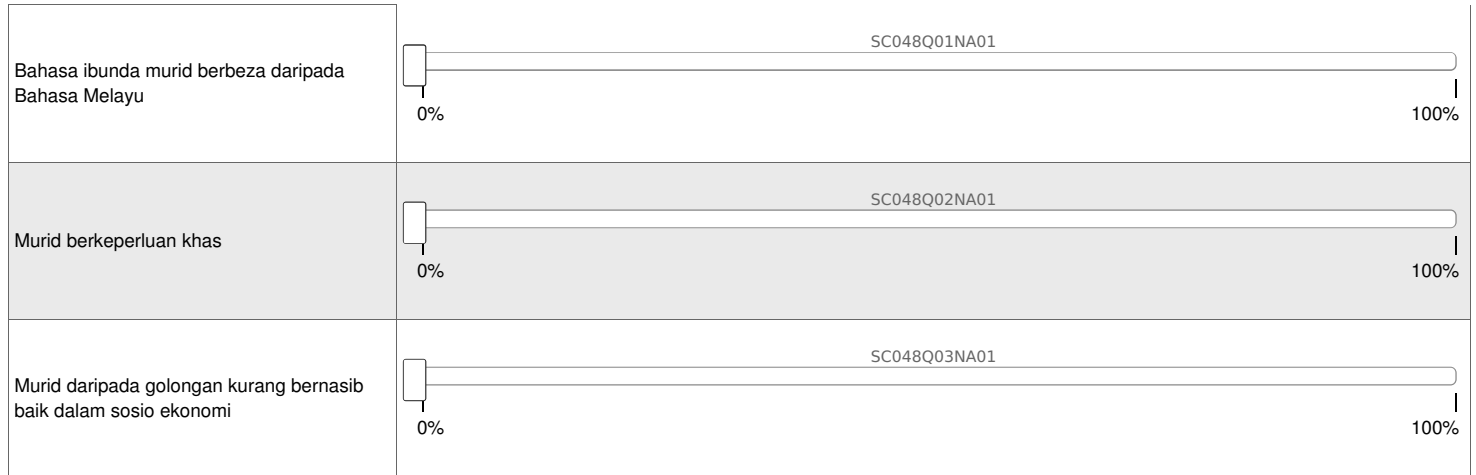 SC048Q01NA01
Bahasa ibunda murid berbeza daripada
Bahasa Melayu
0% 100%
SC048Q02NA01
Murid berkeperluan khas
0% 100%
SC048Q03NA01
Murid daripada golongan kurang bernasib
baik dalam sosio ekonomi
0% 100%